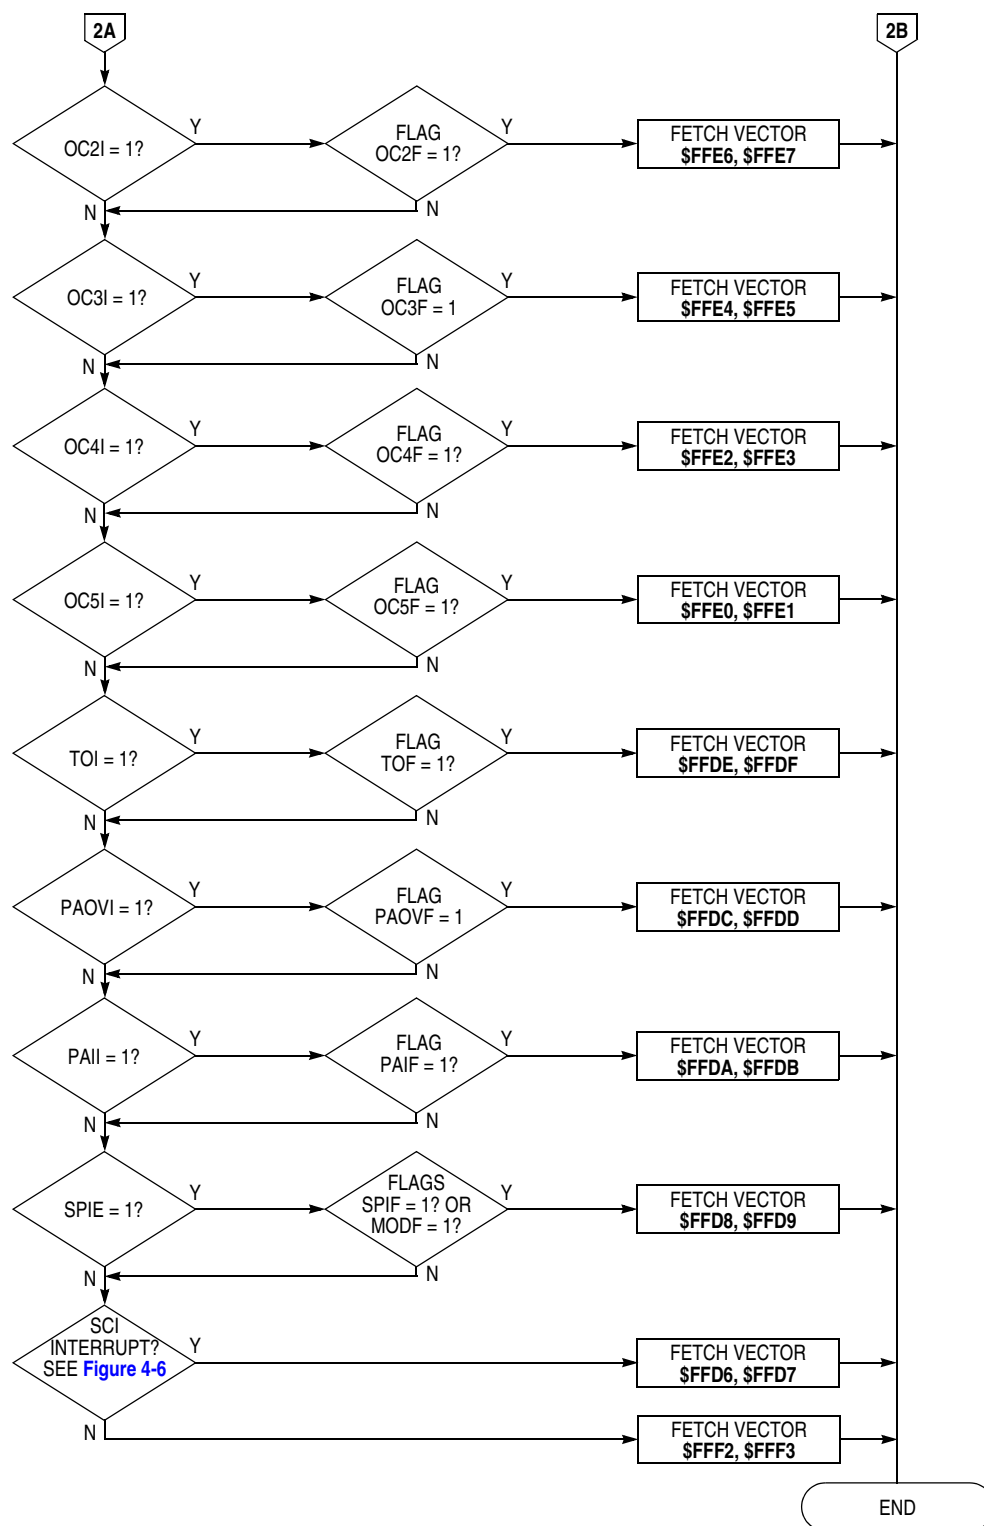 2A
2B
OC2I = 1?
Y
FLAG
OC2F = 1?
Y
FETCH VECTOR
$FFE6, $FFE7
N
N
OC3I = 1?
Y
FLAG
OC3F = 1
Y
FETCH VECTOR
$FFE4, $FFE5
N
N
OC4I = 1?
Y
FLAG
OC4F = 1?
Y
FETCH VECTOR
$FFE2, $FFE3
N
N
OC5I = 1?
Y
FLAG
OC5F = 1?
Y
FETCH VECTOR
$FFE0, $FFE1
N
N
TOI = 1?
Y
FLAG
TOF = 1?
Y
FETCH VECTOR
$FFDE, $FFDF
N
N
PAOVI = 1?
Y
FLAG
PAOVF = 1
Y
FETCH VECTOR
$FFDC, $FFDD
N
N
PAII = 1?
Y
FLAG
PAIF = 1?
Y
FETCH VECTOR
$FFDA, $FFDB
N
N
SPIE = 1?
Y
FLAGS
SPIF = 1? OR
MODF = 1?
Y
FETCH VECTOR
$FFD8, $FFD9
N
N
SCI
INTERRUPT?
SEE Figure 4-6
Y
FETCH VECTOR
$FFD6, $FFD7
N
FETCH VECTOR
$FFF2, $FFF3
END